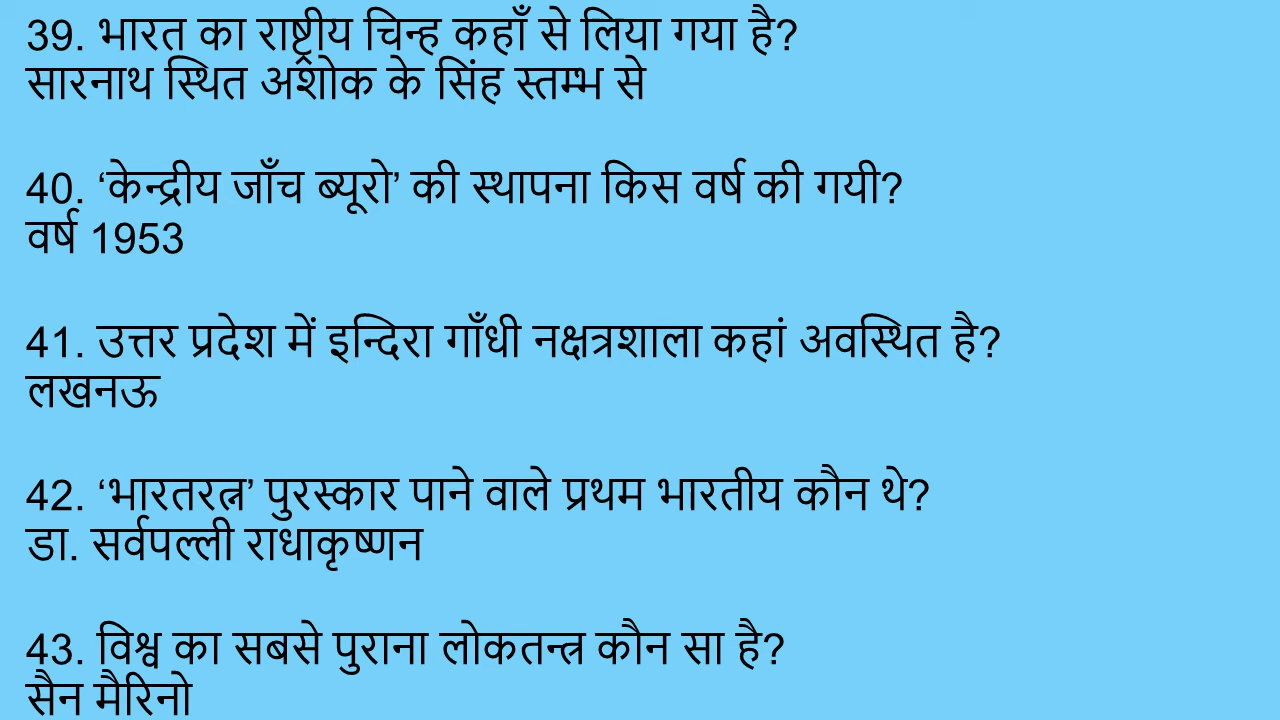 39. भारत का राष्ट्रीय चिन्ह कहाँ से लिया गया है?
सारनाथ स्थित अशोक के सिंह स्तम्भ से
40. ‘केन्द्रीय जाँच ब्यूरो’ की स्थापना किस वर्ष की गयी?
वर्ष 1953
41. उत्तर प्रदेश में इन्दिरा गाँधी नक्षत्रशाला कहां अवस्थित है?
लखनऊ
42. ‘भारतरत्न’ पुरस्कार पाने वाले प्रथम भारतीय कौन थे?
डा. सर्वपल्ली राधाकृष्णन
43. विश्व का सबसे पुराना लोकतन्त्र कौन सा है?
सैन मैरिनो